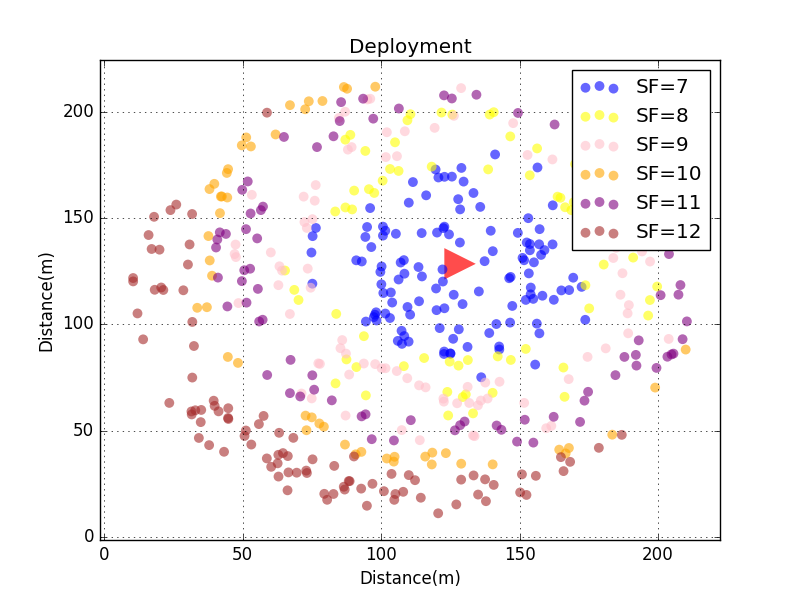 Deployment
SF=7
SF=8
SF=9
SF=10
SF=11
SF=12
Distance(m)
200
150
100
50
0
0 50 100 150 200
Distance(m)